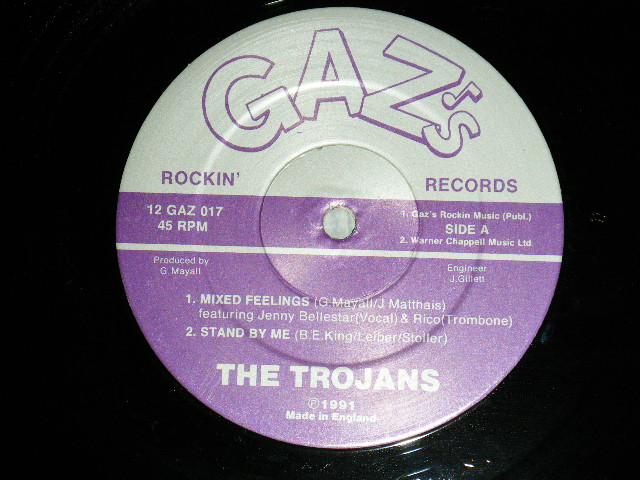 GAZ's
ROCKIN' RECORDS
12 GAZ 017
45 RPM
1. Gaz's Rockin Music (Publ.)
SIDE A
2. Warner Chappell Music Ltd
Produced by
G.Mayall
Engineer
J.Gillett
1. MIXED FEELINGS (G.Mayall/J Matthais)
featuring Jenny Bellestar(Vocal) & Rico(Trombone)
2. STAND BY ME (B.E.King/Leiber/Stoller)
THE TROJANS
℗1991
Made in England